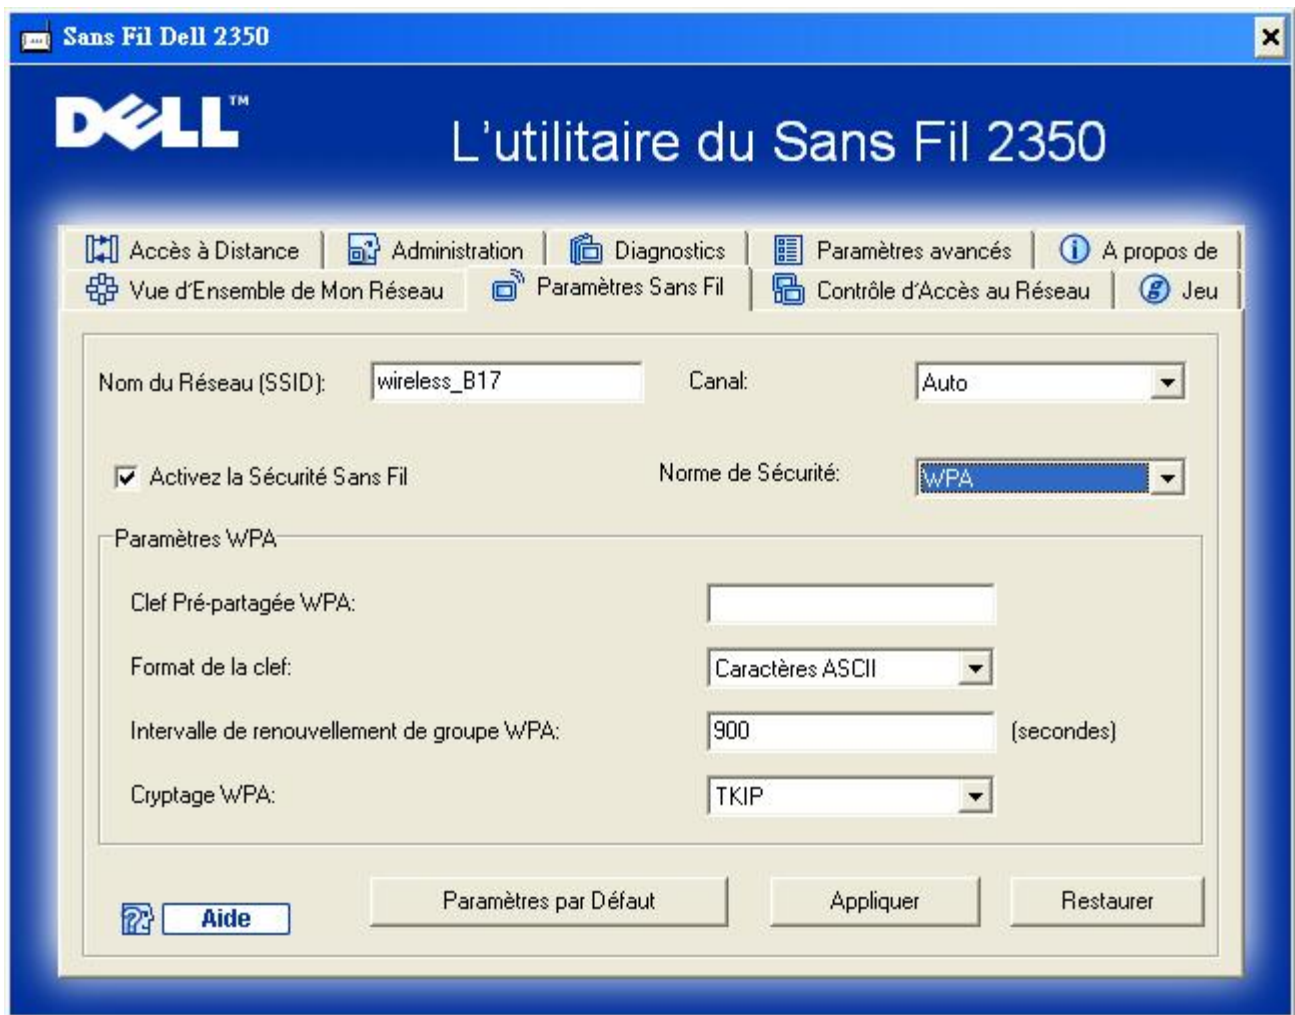 Sans Fil Dell 2350
DELL™
L'utilitaire du Sans Fil 2350
Accès à Distance
Administration
Diagnostics
Paramètres avancés
A propos de
Vue d'Ensemble de Mon Réseau
Paramètres Sans Fil
Contrôle d'Accès au Réseau
Jeu
Nom du Réseau (SSID): wireless_B17 Canal: Auto
Activez la Sécurité Sans Fil Norme de Sécurité: WPA
Paramètres WPA
Clef Pré-partagée WPA:
Format de la clef: Caractères ASCII
Intervalle de renouvellement de groupe WPA: 900 (secondes)
Cryptage WPA: TKIP
Aide Paramètres par Défaut Appliquer Restaurer